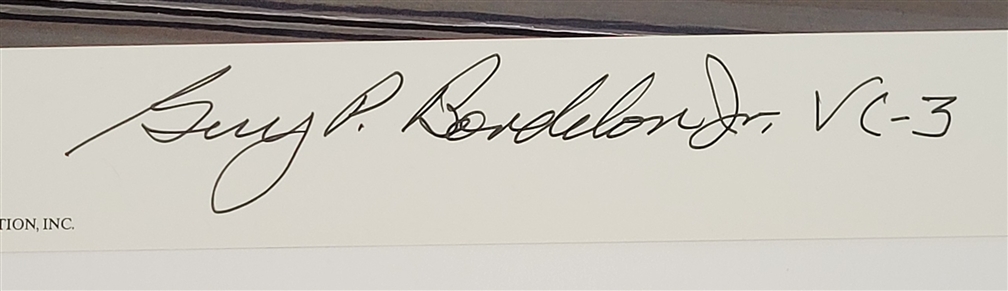 Guy P. Bordelon Jr. VC-3
TION, INC.